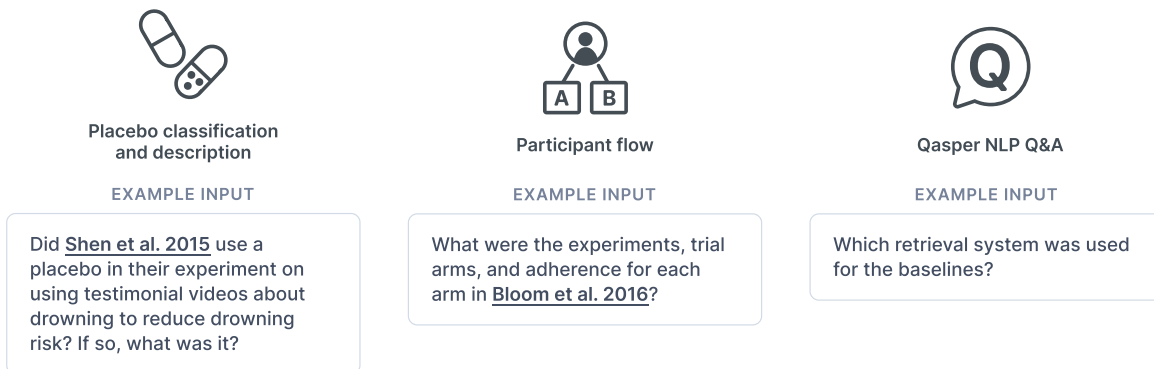 Placebo classification
and description
EXAMPLE INPUT
Did Shen et al. 2015 use a
placebo in their experiment on
using testimonial videos about
drowning to reduce drowning
risk? If so, what was it?
A B
Participant flow
EXAMPLE INPUT
What were the experiments, trial
arms, and adherence for each
arm in Bloom et al. 2016?
Q
Qasper NLP Q&A
EXAMPLE INPUT
Which retrieval system was used
for the baselines?